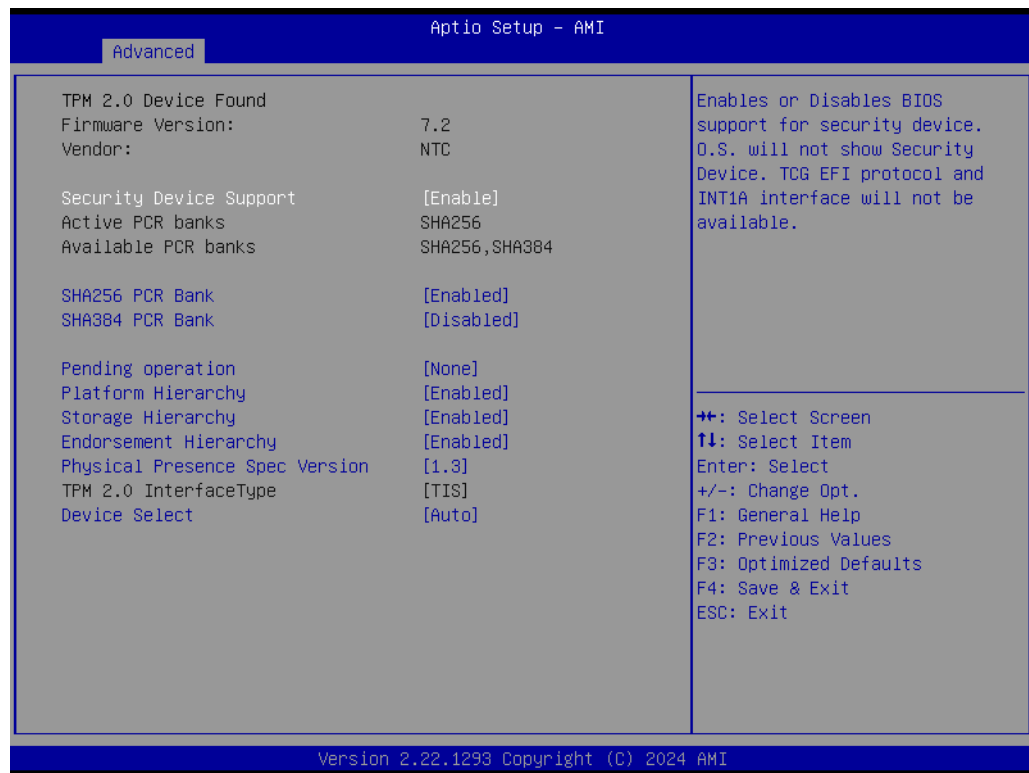 Aptio Setup – AMI
Advanced
TPM 2.0 Device Found
Firmware Version: 7.2
Vendor: NTC
Security Device Support [Enable]
Active PCR banks SHA256
Available PCR banks SHA256,SHA384
SHA256 PCR Bank [Enabled]
SHA384 PCR Bank [Disabled]
Pending operation [None]
Platform Hierarchy [Enabled]
Storage Hierarchy [Enabled]
Endorsement Hierarchy [Enabled]
Physical Presence Spec Version [1.3]
TPM 2.0 InterfaceType [TIS]
Device Select [Auto]
Enables or Disables BIOS
support for security device.
O.S. will not show Security
Device. TCG EFI protocol and
INT1A interface will not be
available.
→←: Select Screen
↑↓: Select Item
Enter: Select
+/-: Change Opt.
F1: General Help
F2: Previous Values
F3: Optimized Defaults
F4: Save & Exit
ESC: Exit
Version 2.22.1293 Copyright (C) 2024 AMI